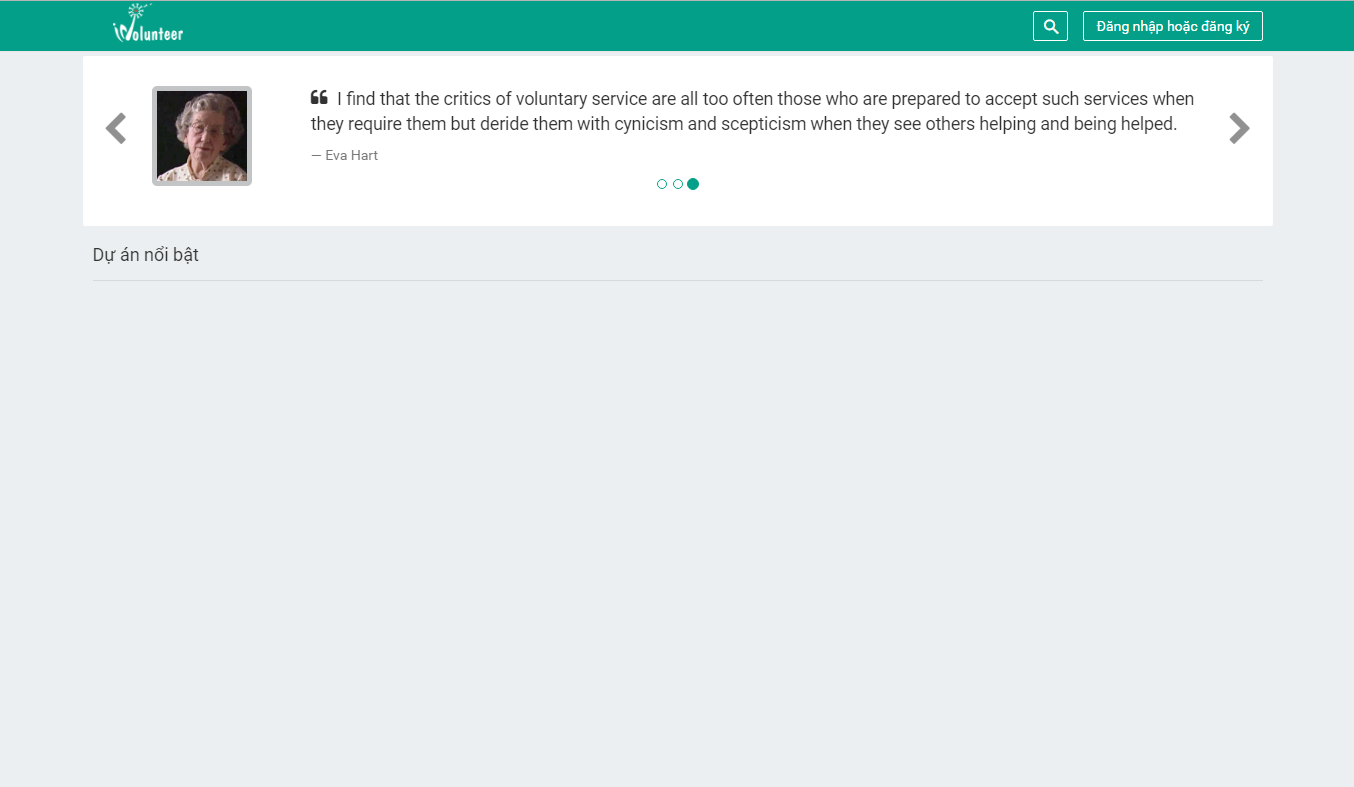 iVolunteer
Đăng nhập hoặc đăng ký
❝ I find that the critics of voluntary service are all too often those who are prepared to accept such services when
they require them but deride them with cynicism and scepticism when they see others helping and being helped.
— Eva Hart
Dự án nổi bật